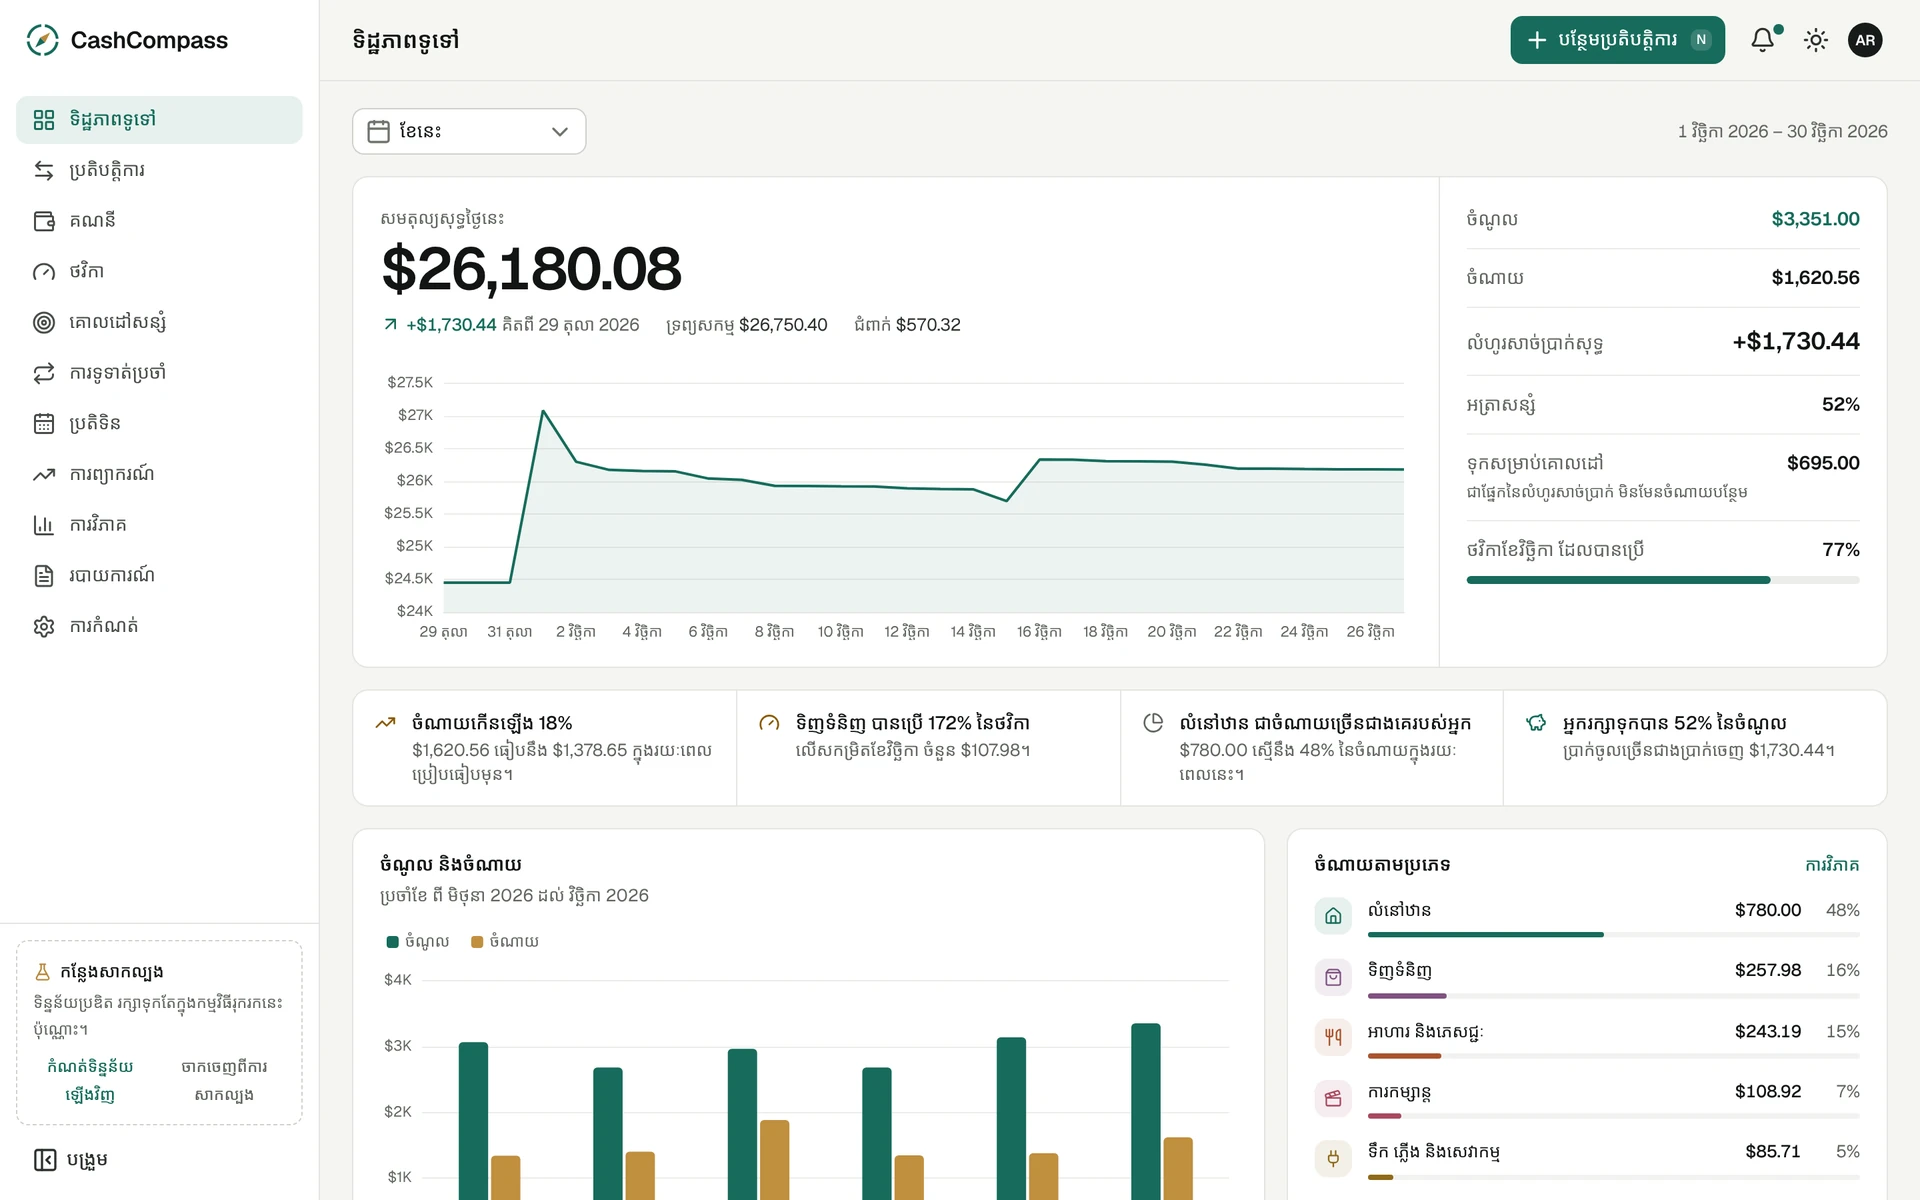 CashCompass
ទិដ្ឋភាពទូទៅ
ប្រតិបត្តិការ
គណនី
ថវិកា
គោលដៅសន្សំ
ការទូទាត់ប្រចាំ
ប្រតិទិន
ការព្យាករណ៍
ការវិភាគ
របាយការណ៍
ការកំណត់
កន្លែងសាកល្បង
ទិន្នន័យប្រឌិត រក្សាទុកតែក្នុងកម្មវិធីរុករកនេះ
ប៉ុណ្ណោះ។
កំណត់ទិន្នន័យ
ឡើងវិញ
ចាកចេញពីការ
សាកល្បង
បង្រួម
ទិដ្ឋភាពទូទៅ
បន្ថែមប្រតិបត្តិការ N
AR
ខែនេះ
1 វិច្ឆិកា 2026 – 30 វិច្ឆិកា 2026
សមតុល្យសុទ្ធថ្ងៃនេះ
$26,180.08
+$1,730.44 គិតពី 29 តុលា 2026 ទ្រព្យសកម្ម $26,750.40 ជំពាក់ $570.32
$27.5K
$27K
$26.5K
$26K
$25.5K
$25K
$24.5K
$24K
29 តុលា 31 តុលា 2 វិច្ឆិកា 4 វិច្ឆិកា 6 វិច្ឆិកា 8 វិច្ឆិកា 10 វិច្ឆិកា 12 វិច្ឆិកា 14 វិច្ឆិកា 16 វិច្ឆិកា 18 វិច្ឆិកា 20 វិច្ឆិកា 22 វិច្ឆិកា 24 វិច្ឆិកា 26 វិច្ឆិកា
ចំណូល $3,351.00
ចំណាយ $1,620.56
លំហូរសាច់ប្រាក់សុទ្ធ +$1,730.44
អត្រាសន្សំ 52%
ទុកសម្រាប់គោលដៅ $695.00
ជាផ្នែកនៃលំហូរសាច់ប្រាក់ មិនមែនចំណាយបន្ថែម
ថវិកាខែវិច្ឆិកា ដែលបានប្រើ 77%
ចំណាយកើនឡើង 18%
$1,620.56 ធៀបនឹង $1,378.65 ក្នុងរយៈពេល
ប្រៀបធៀបមុន។
ទិញទំនិញ បានប្រើ 172% នៃថវិកា
លើសកម្រិតខែវិច្ឆិកា ចំនួន $107.98។
លំនៅឋាន ជាចំណាយច្រើនជាងគេរបស់អ្នក
$780.00 ស្មើនឹង 48% នៃចំណាយក្នុងរយៈ
ពេលនេះ។
អ្នករក្សាទុកបាន 52% នៃចំណូល
ប្រាក់ចូលច្រើនជាងប្រាក់ចេញ $1,730.44។
ចំណូល និងចំណាយ
ប្រចាំខែ ពី មិថុនា 2026 ដល់ វិច្ឆិកា 2026
ចំណូល ចំណាយ
$4K
$3K
$2K
$1K
ចំណាយតាមប្រភេទ ការវិភាគ
លំនៅឋាន $780.00 48%
ទិញទំនិញ $257.98 16%
អាហារ និងភេសជ្ជៈ $243.19 15%
ការកម្សាន្ត $108.92 7%
ទឹក ភ្លើង និងសេវាកម្ម $85.71 5%